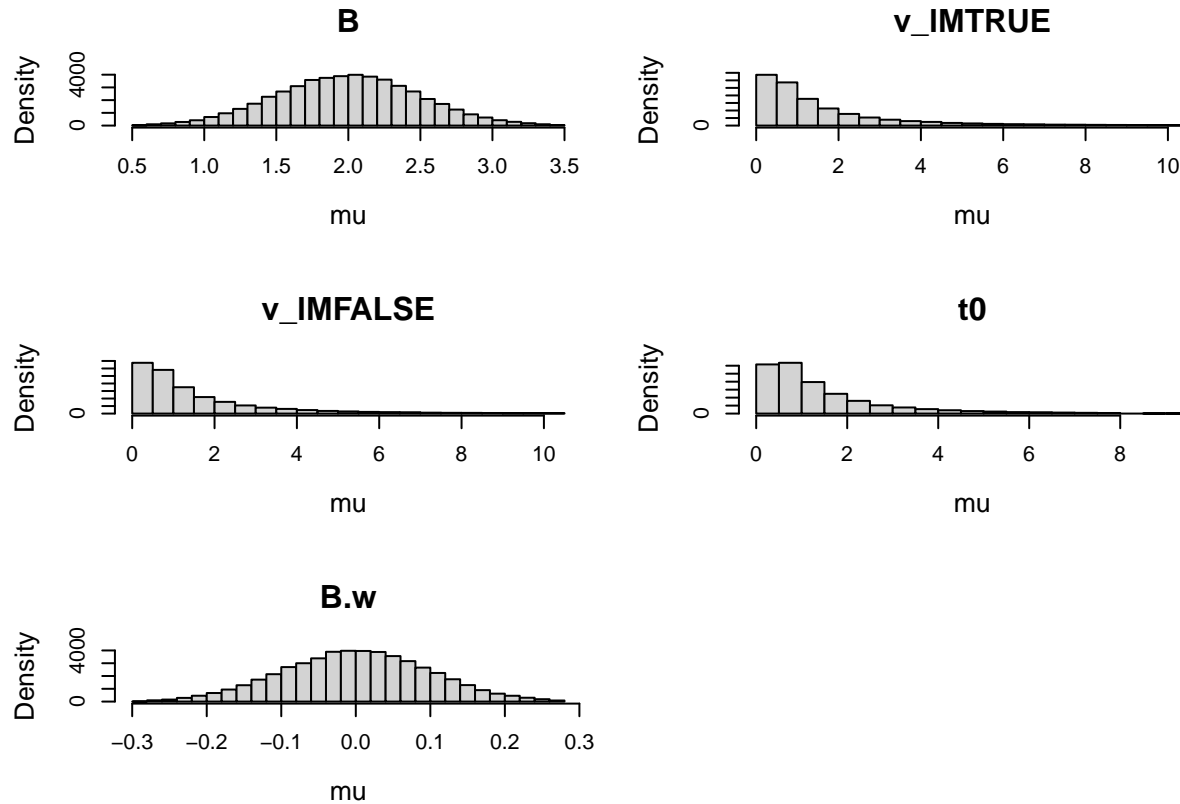 B
Density
0 4000
0.5 1.0 1.5 2.0 2.5 3.0 3.5
mu
v_IMTRUE
Density
0
0 2 4 6 8 10
mu
v_IMFALSE
Density
0
0 2 4 6 8 10
mu
t0
Density
0
0 2 4 6 8
mu
B.w
Density
0 4000
−0.3 −0.2 −0.1 0.0 0.1 0.2 0.3
mu